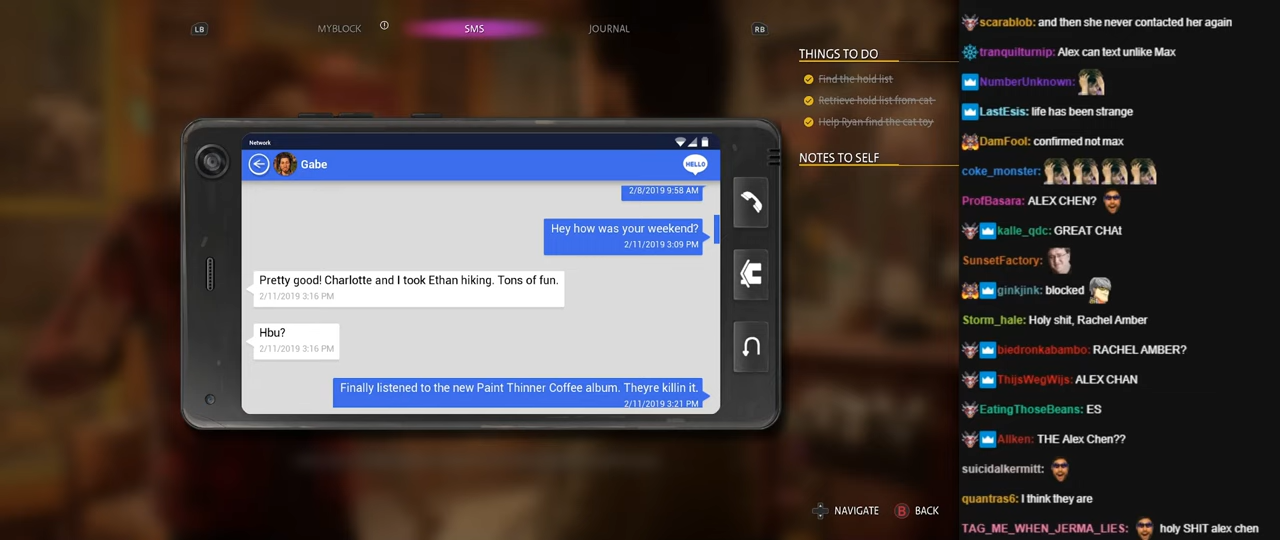 LB
MYBLOCK
SMS
JOURNAL
RB
THINGS TO DO
Find the hold list
Retrieve hold list from cat
Help Ryan find the cat toy
NOTES TO SELF
Network
Gabe
HELLO
2/8/2019 9:58 AM
Hey how was your weekend?
2/11/2019 3:09 PM
Pretty good! Charlotte and I took Ethan hiking. Tons of fun.
2/11/2019 3:16 PM
Hbu?
2/11/2019 3:16 PM
Finally listened to the new Paint Thinner Coffee album. Theyre killin it.
2/11/2019 3:21 PM
NAVIGATE
B BACK
scarablob: and then she never contacted her again
tranquilturnip: Alex can text unlike Max
NumberUnknown:
LastEsis: life has been strange
DamFool: confirmed not max
coke_monster:
ProfBasara: ALEX CHEN?
kalle_qdc: GREAT CHAt
SunsetFactory:
ginkjink: blocked
Storm_hale: Holy shit, Rachel Amber
biedronkabambo: RACHEL AMBER?
ThijsWegWijs: ALEX CHAN
EatingThoseBeans: ES
Allken: THE Alex Chen??
suicidalkermitt:
quantras6: I think they are
TAG_ME_WHEN_JERMA_LIES: holy SHIT alex chen